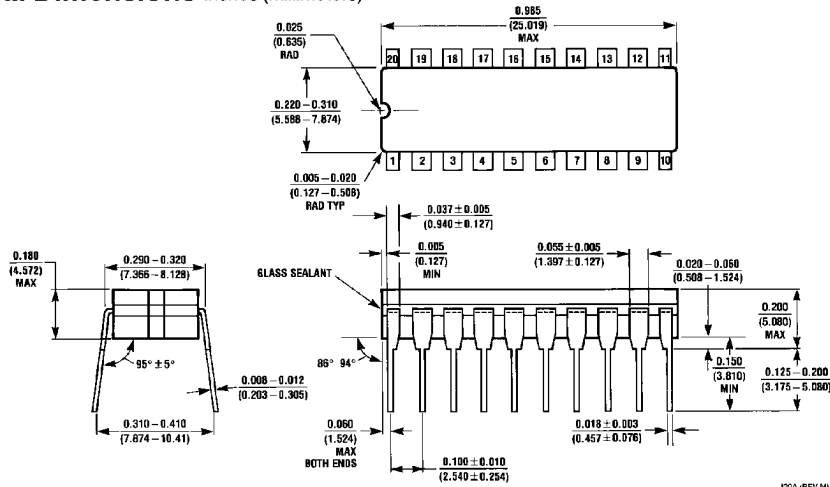 0.985
(25.019)
MAX
0.025
(0.635)
RAD
20 19 18 17 16 15 14 13 12 11
0.220–0.310
(5.588–7.874)
1 2 3 4 5 6 7 8 9 10
0.005–0.020
(0.127–0.508)
RAD TYP
0.037±0.005
(0.940±0.127)
0.005
(0.127)
MIN
0.055±0.005
(1.397±0.127)
0.020–0.060
(0.508–1.524)
0.180
(4.572)
MAX
0.290–0.320
(7.366–8.128)
GLASS SEALANT
0.200
(5.080)
MAX
95°±5°
86° 94°
0.150
(3.810)
MIN
0.125–0.200
(3.175–5.080)
0.008–0.012
(0.203–0.305)
0.310–0.410
(7.874–10.41)
0.060
(1.524)
MAX
BOTH ENDS
0.018±0.003
(0.457±0.076)
0.100±0.010
(2.540±0.254)
J20A (REV M)